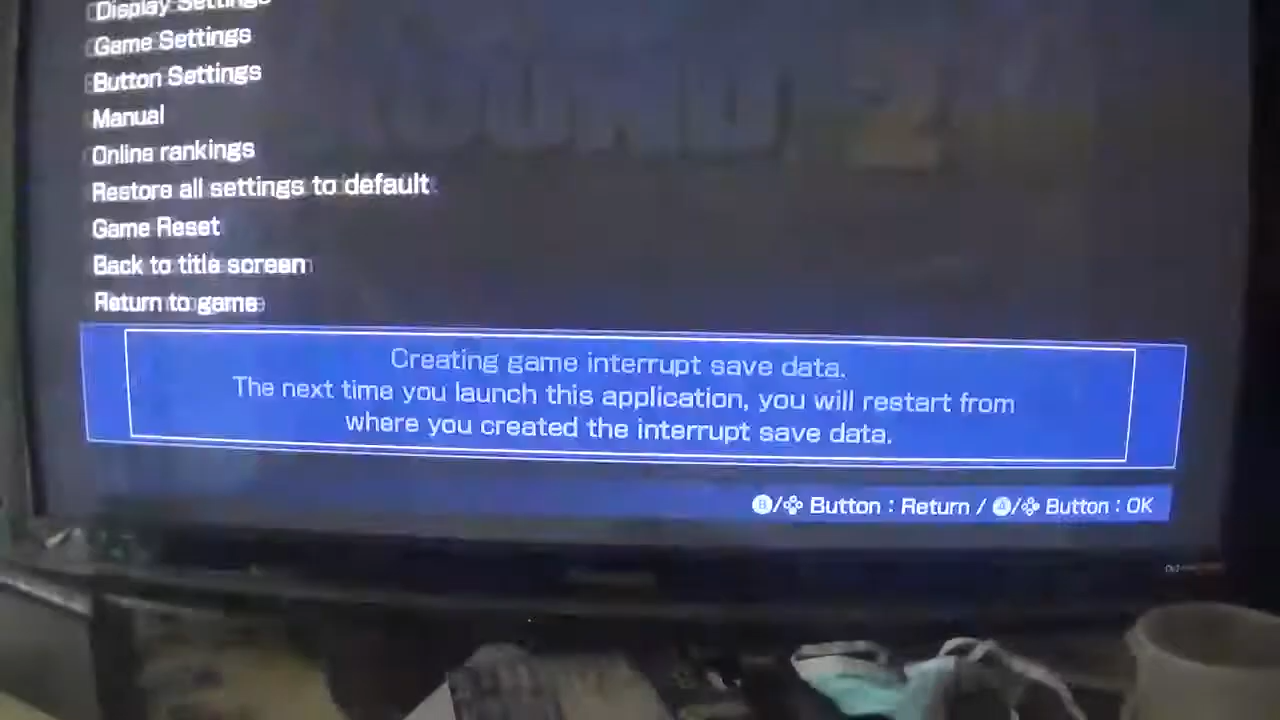 Display Settings
Game Settings
Button Settings
Manual
Online rankings
Restore all settings to default
Game Reset
Back to title screen
Return to game
Creating game interrupt save data.
The next time you launch this application, you will restart from
where you created the interrupt save data.
B/ Button : Return / A/ Button : OK